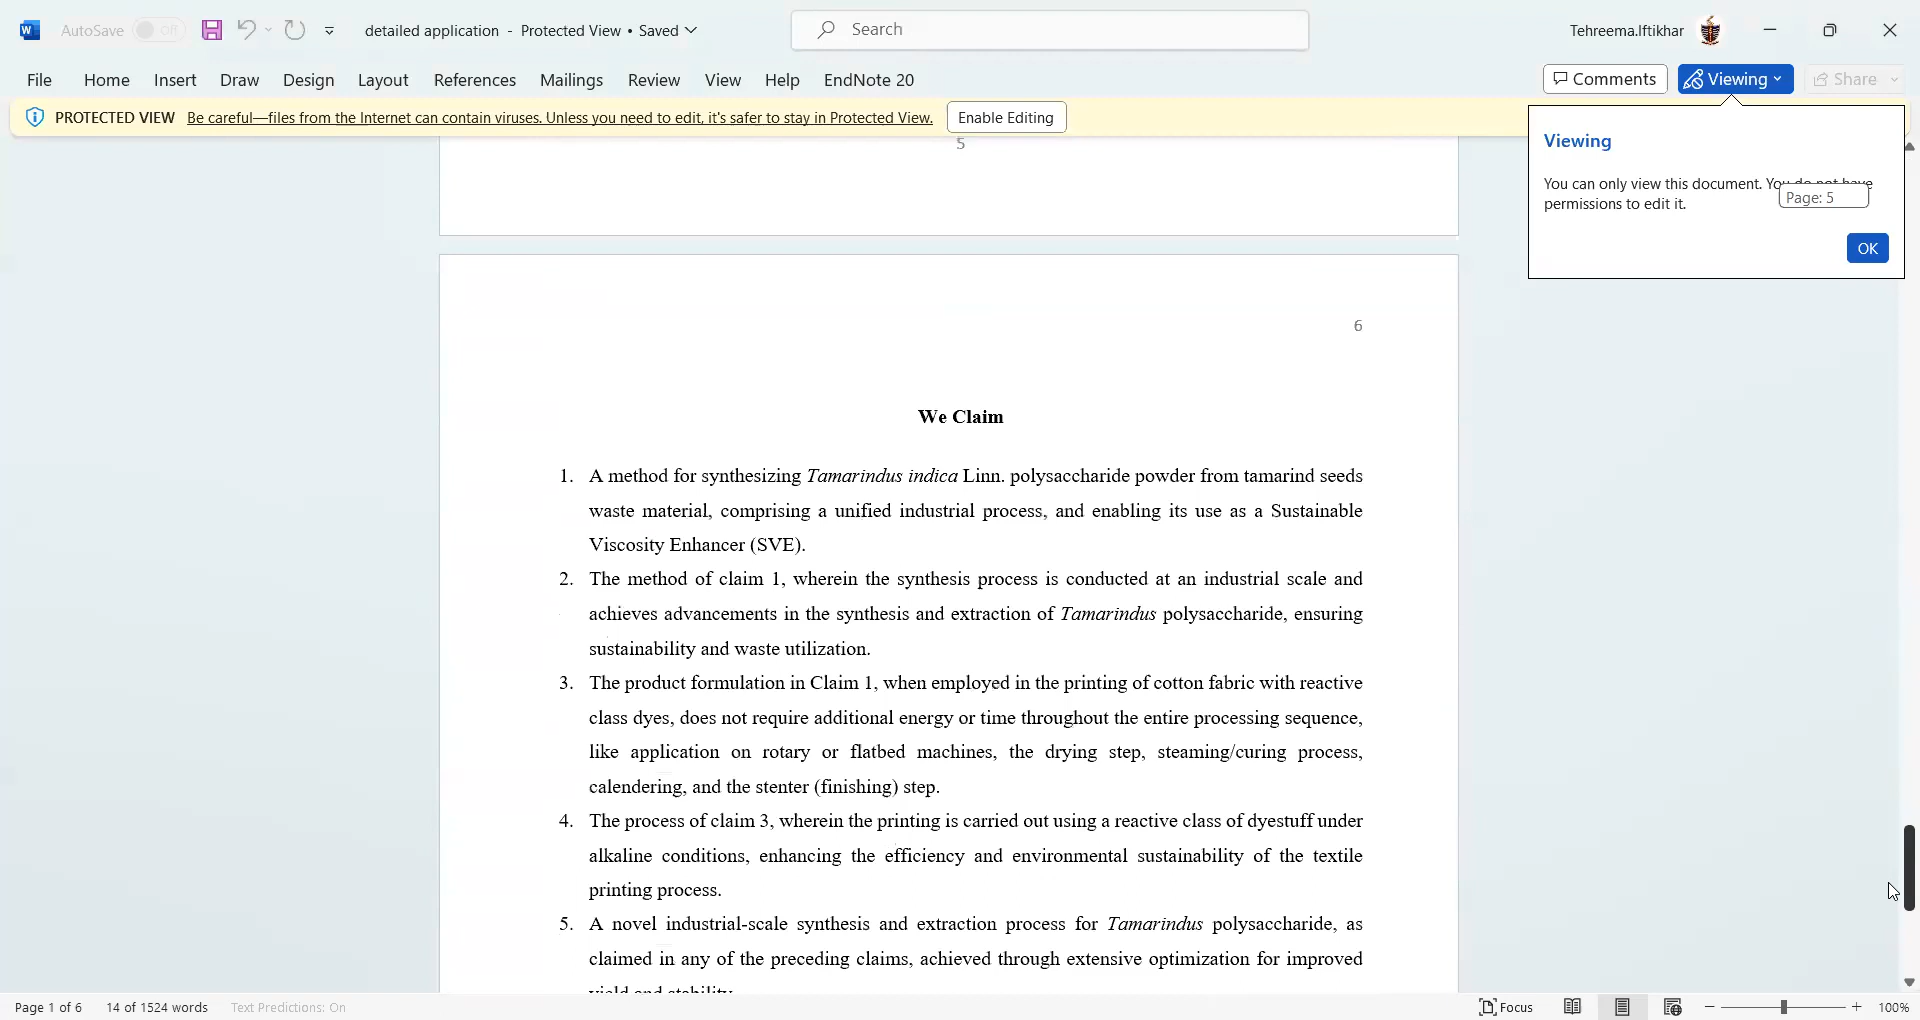 AutoSave Off detailed application - Protected View • Saved Search Tehreema.Iftikhar
File Home Insert Draw Design Layout References Mailings Review View Help EndNote 20 Comments Viewing Share
PROTECTED VIEW Be careful—files from the Internet can contain viruses. Unless you need to edit, it's safer to stay in Protected View. Enable Editing
Viewing
You can only view this document. You do not have
permissions to edit it.
Page: 5
OK
5
6
We Claim
1. A method for synthesizing Tamarindus indica Linn. polysaccharide powder from tamarind seeds
waste material, comprising a unified industrial process, and enabling its use as a Sustainable
Viscosity Enhancer (SVE).
2. The method of claim 1, wherein the synthesis process is conducted at an industrial scale and
achieves advancements in the synthesis and extraction of Tamarindus polysaccharide, ensuring
sustainability and waste utilization.
3. The product formulation in Claim 1, when employed in the printing of cotton fabric with reactive
class dyes, does not require additional energy or time throughout the entire processing sequence,
like application on rotary or flatbed machines, the drying step, steaming/curing process,
calendering, and the stenter (finishing) step.
4. The process of claim 3, wherein the printing is carried out using a reactive class of dyestuff under
alkaline conditions, enhancing the efficiency and environmental sustainability of the textile
printing process.
5. A novel industrial-scale synthesis and extraction process for Tamarindus polysaccharide, as
claimed in any of the preceding claims, achieved through extensive optimization for improved
yield and stability.
Page 1 of 6 14 of 1524 words Text Predictions: On Focus 100%